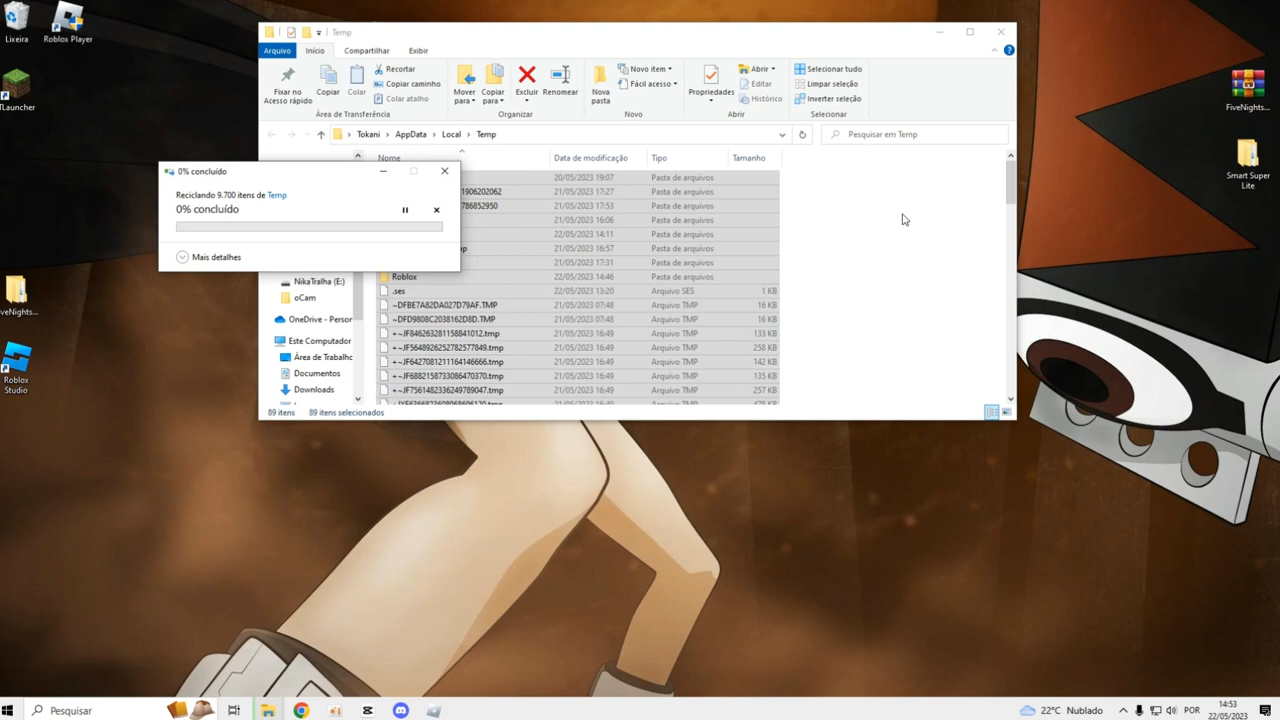 Lixeira
Roblox Player
TLauncher
iveNights...
Roblox
Studio
FiveNights...
Smart Super
Lite
Temp
Arquivo
Início
Compartilhar
Exibir
Fixar no
Acesso rápido
Copiar
Colar
Recortar
Copiar caminho
Colar atalho
Área de Transferência
Mover
para
Copiar
para
Excluir
Renomear
Organizar
Nova
pasta
Novo item
Fácil acesso
Novo
Propriedades
Abrir
Editar
Histórico
Abrir
Selecionar tudo
Limpar seleção
Inverter seleção
Selecionar
Tokani > AppData > Local > Temp
Pesquisar em Temp
Nome Data de modificação Tipo Tamanho
20/05/2023 19:07 Pasta de arquivos
1906202062 21/05/2023 17:27 Pasta de arquivos
786852950 21/05/2023 17:53 Pasta de arquivos
21/05/2023 16:06 Pasta de arquivos
22/05/2023 14:11 Pasta de arquivos
mp 21/05/2023 16:57 Pasta de arquivos
21/05/2023 17:31 Pasta de arquivos
Roblox 22/05/2023 14:46 Pasta de arquivos
.ses 22/05/2023 13:20 Arquivo SES 1 KB
~DFBE7A82DA027D79AF.TMP 21/05/2023 07:48 Arquivo TMP 16 KB
~DFD9808C2038162D8D.TMP 21/05/2023 07:48 Arquivo TMP 16 KB
+~JF846263281158841012.tmp 21/05/2023 16:49 Arquivo TMP 133 KB
+~JF5648926252782577849.tmp 21/05/2023 16:49 Arquivo TMP 258 KB
+~JF6427081211164146666.tmp 21/05/2023 16:49 Arquivo TMP 142 KB
+~JF6882158733086470370.tmp 21/05/2023 16:49 Arquivo TMP 135 KB
+~JF7561482336249789047.tmp 21/05/2023 16:49 Arquivo TMP 257 KB
0% concluído
Reciclando 9.700 itens de Temp
0% concluído
Mais detalhes
NikaTralha (E:)
oCam
OneDrive - Person
Este Computador
Área de Trabalho
Documentos
Downloads
89 itens 89 itens selecionados
Pesquisar
22°C Nublado
POR
14:53
22/05/2023